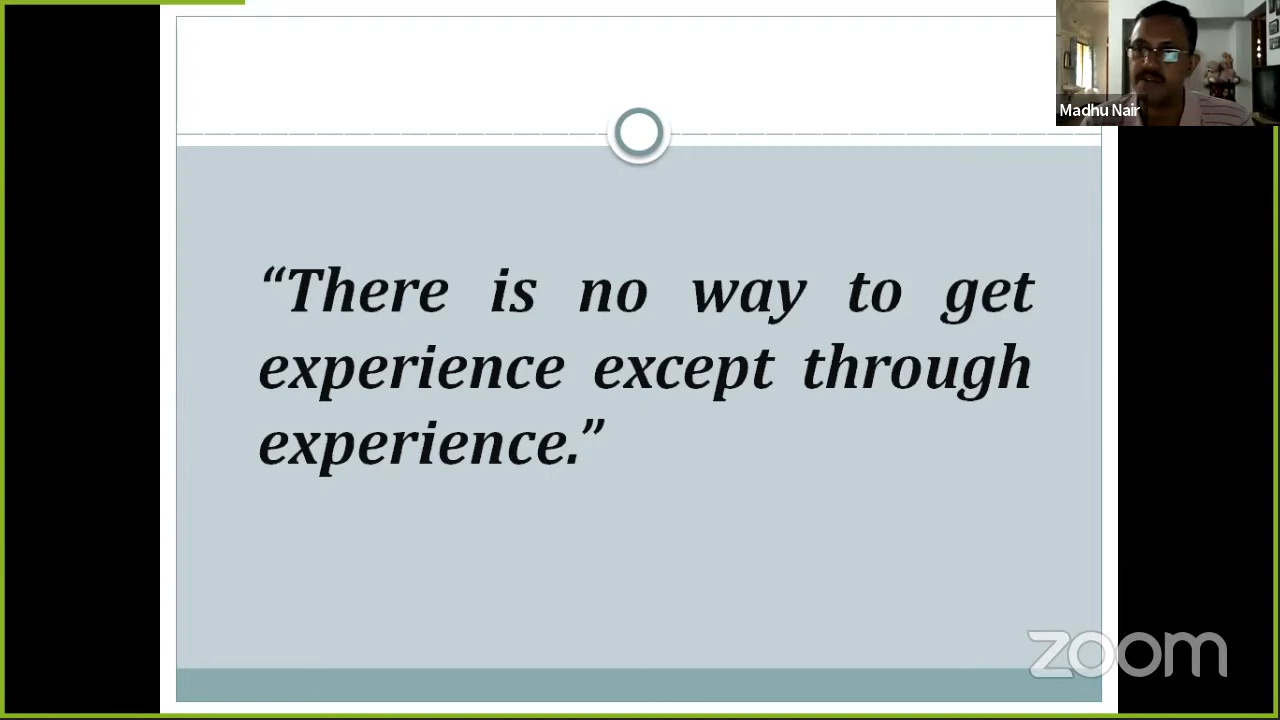 Madhu Nair
“There is no way to get
experience except through
experience.”
zoom